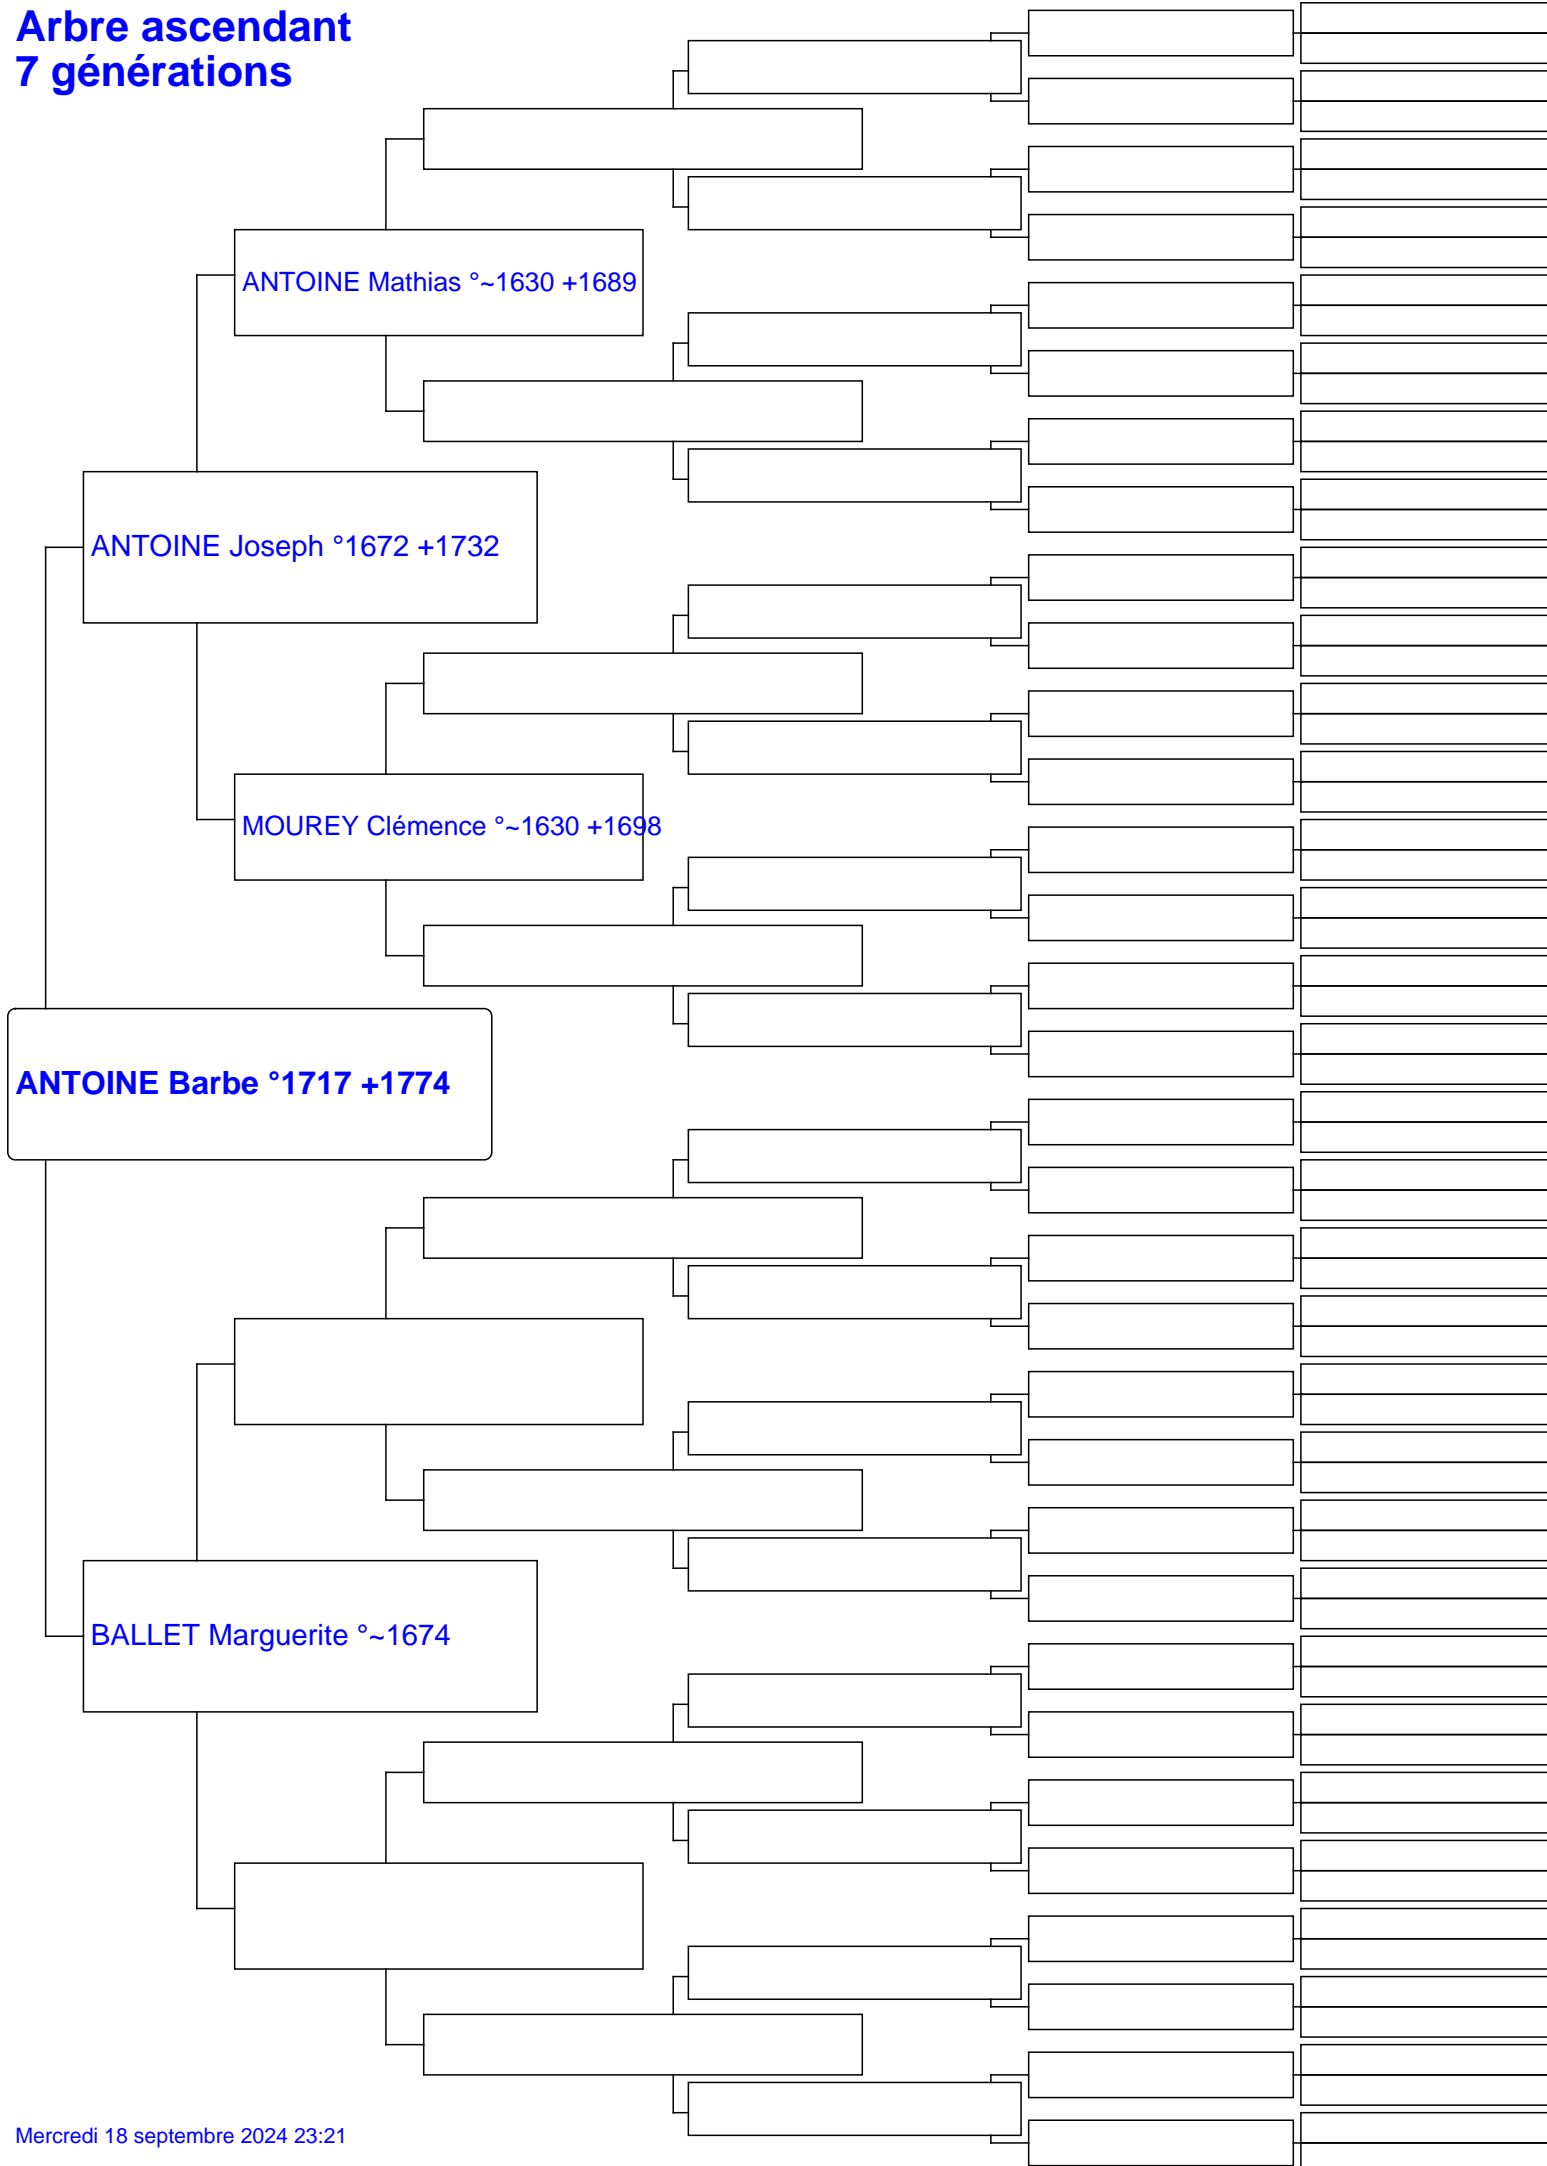 Arbre ascendant
7 générations
ANTOINE Mathias °~1630 +1689
ANTOINE Joseph °1672 +1732
MOUREY Clémence °~1630 +1698
ANTOINE Barbe °1717 +1774
BALLET Marguerite °~1674
Mercredi 18 septembre 2024 23:21